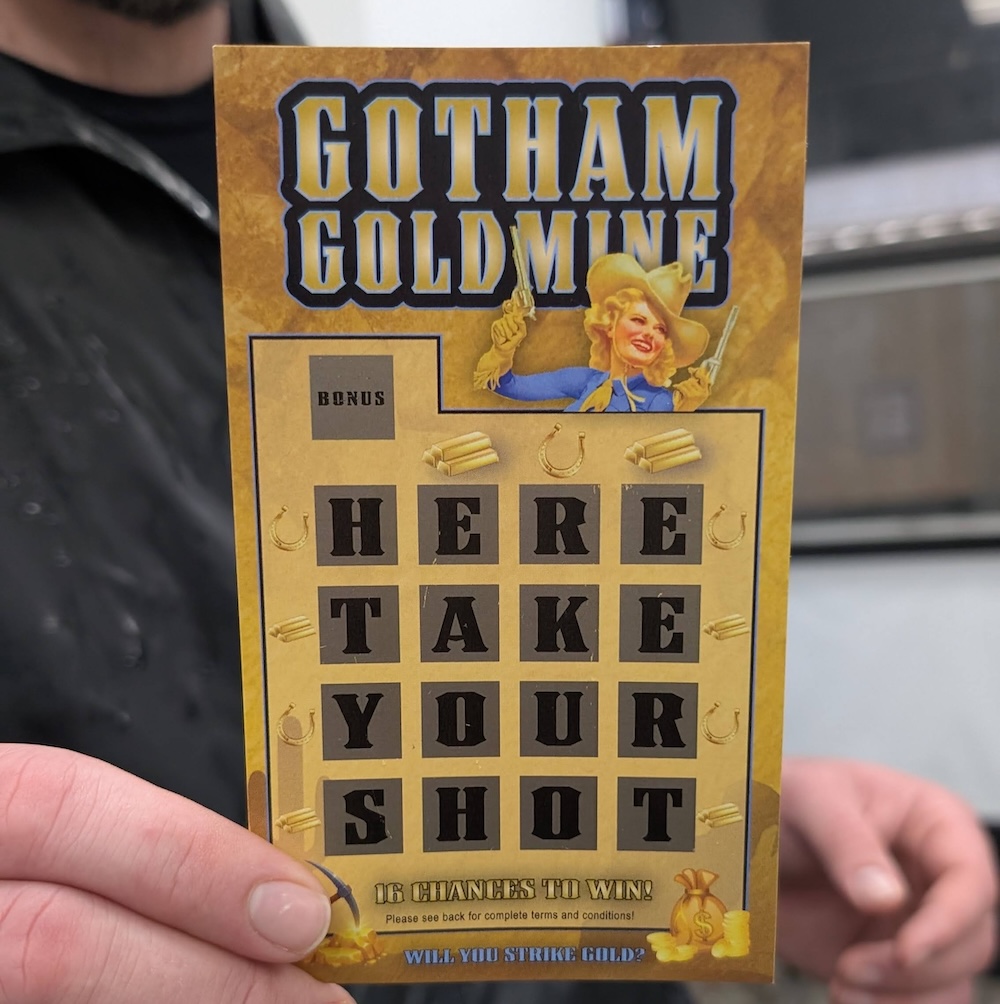 GOTHAM
GOLDMINE
BONUS
HERE
TAKE
YOUR
SHOT
16 CHANCES TO WIN!
Please see back for complete terms and conditions!
$
WILL YOU STRIKE GOLD?